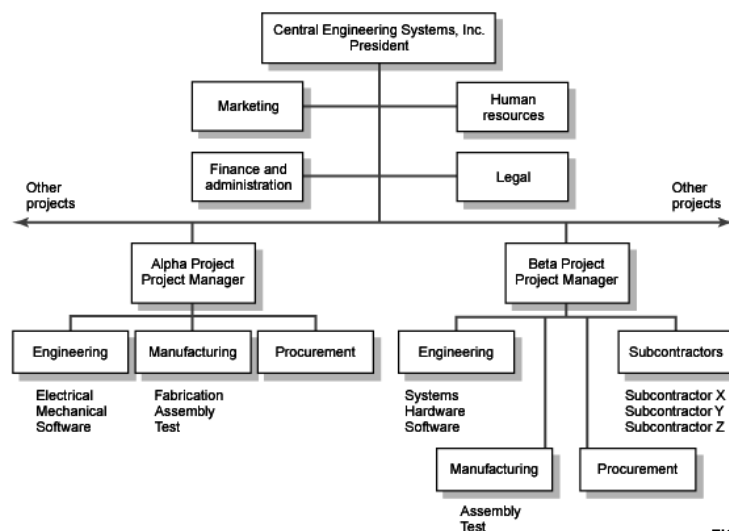 Central Engineering Systems, Inc.
President
Marketing
Human
resources
Finance and
administration
Legal
Other
projects
Other
projects
Alpha Project
Project Manager
Beta Project
Project Manager
Engineering
Manufacturing
Procurement
Engineering
Subcontractors
Electrical
Mechanical
Software
Fabrication
Assembly
Test
Systems
Hardware
Software
Subcontractor X
Subcontractor Y
Subcontractor Z
Manufacturing
Procurement
Assembly
Test